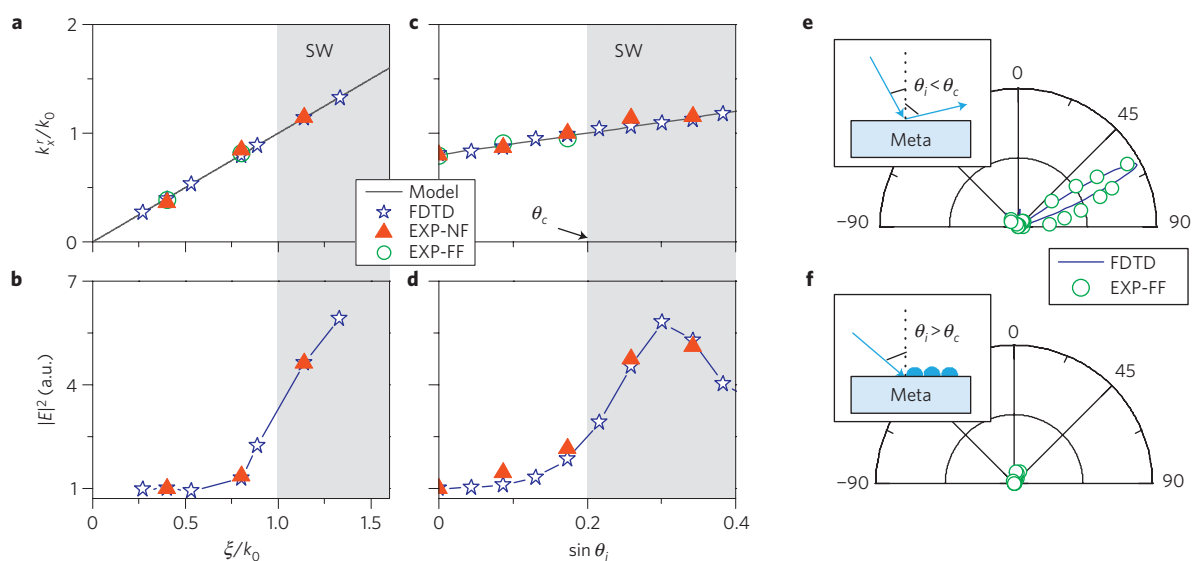 a
2
SW
1
0
k_x^r/k_0
c
SW
θ_c
Model
FDTD
EXP-NF
EXP-FF
b
7
4
1
|E|^2 (a.u.)
0 0.5 1.0 1.5
ξ/k_0
d
0 0.2 0.4
sin θ_i
e
θ_i < θ_c
Meta
0
45
−90
90
FDTD
EXP-FF
f
θ_i > θ_c
Meta
0
45
−90
90